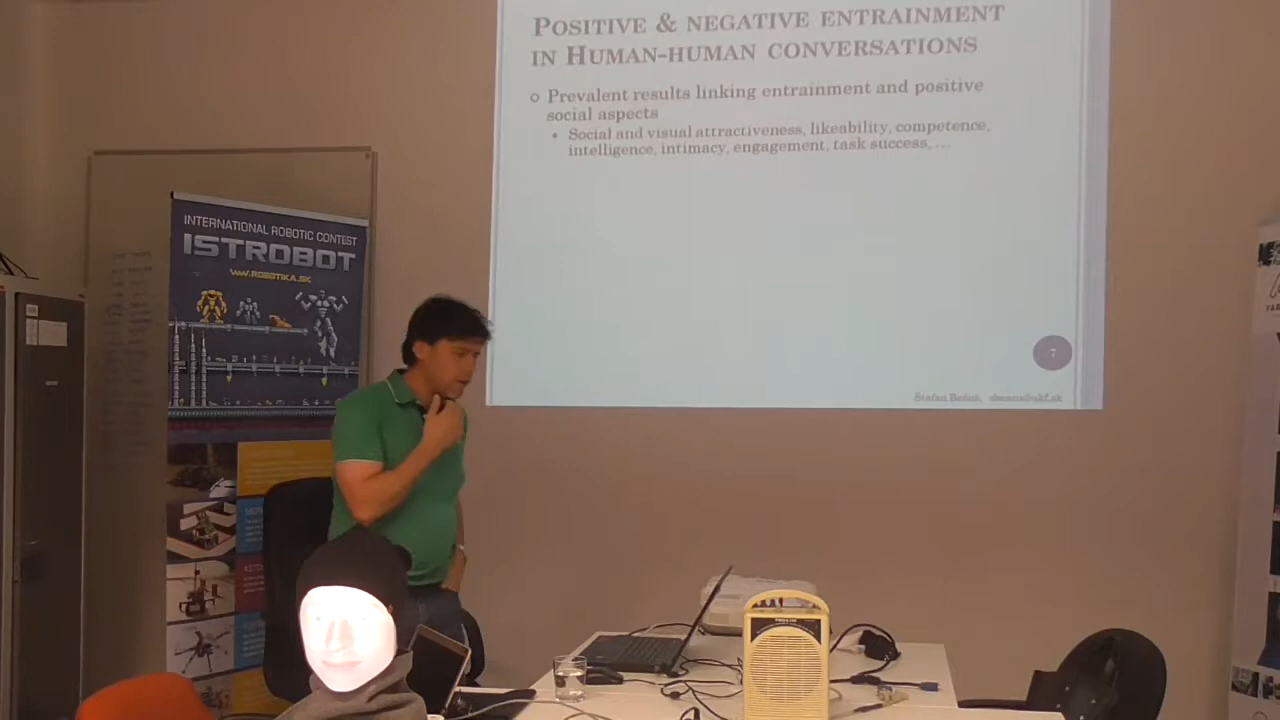 POSITIVE & NEGATIVE ENTRAINMENT
IN HUMAN-HUMAN CONVERSATIONS
Prevalent results linking entrainment and positive
social aspects
Social and visual attractiveness, likeability, competence,
intelligence, intimacy, engagement, task success, ...
7
INTERNATIONAL ROBOTIC CONTEST
ISTROBOT
WWW.ROBOTIKA.SK